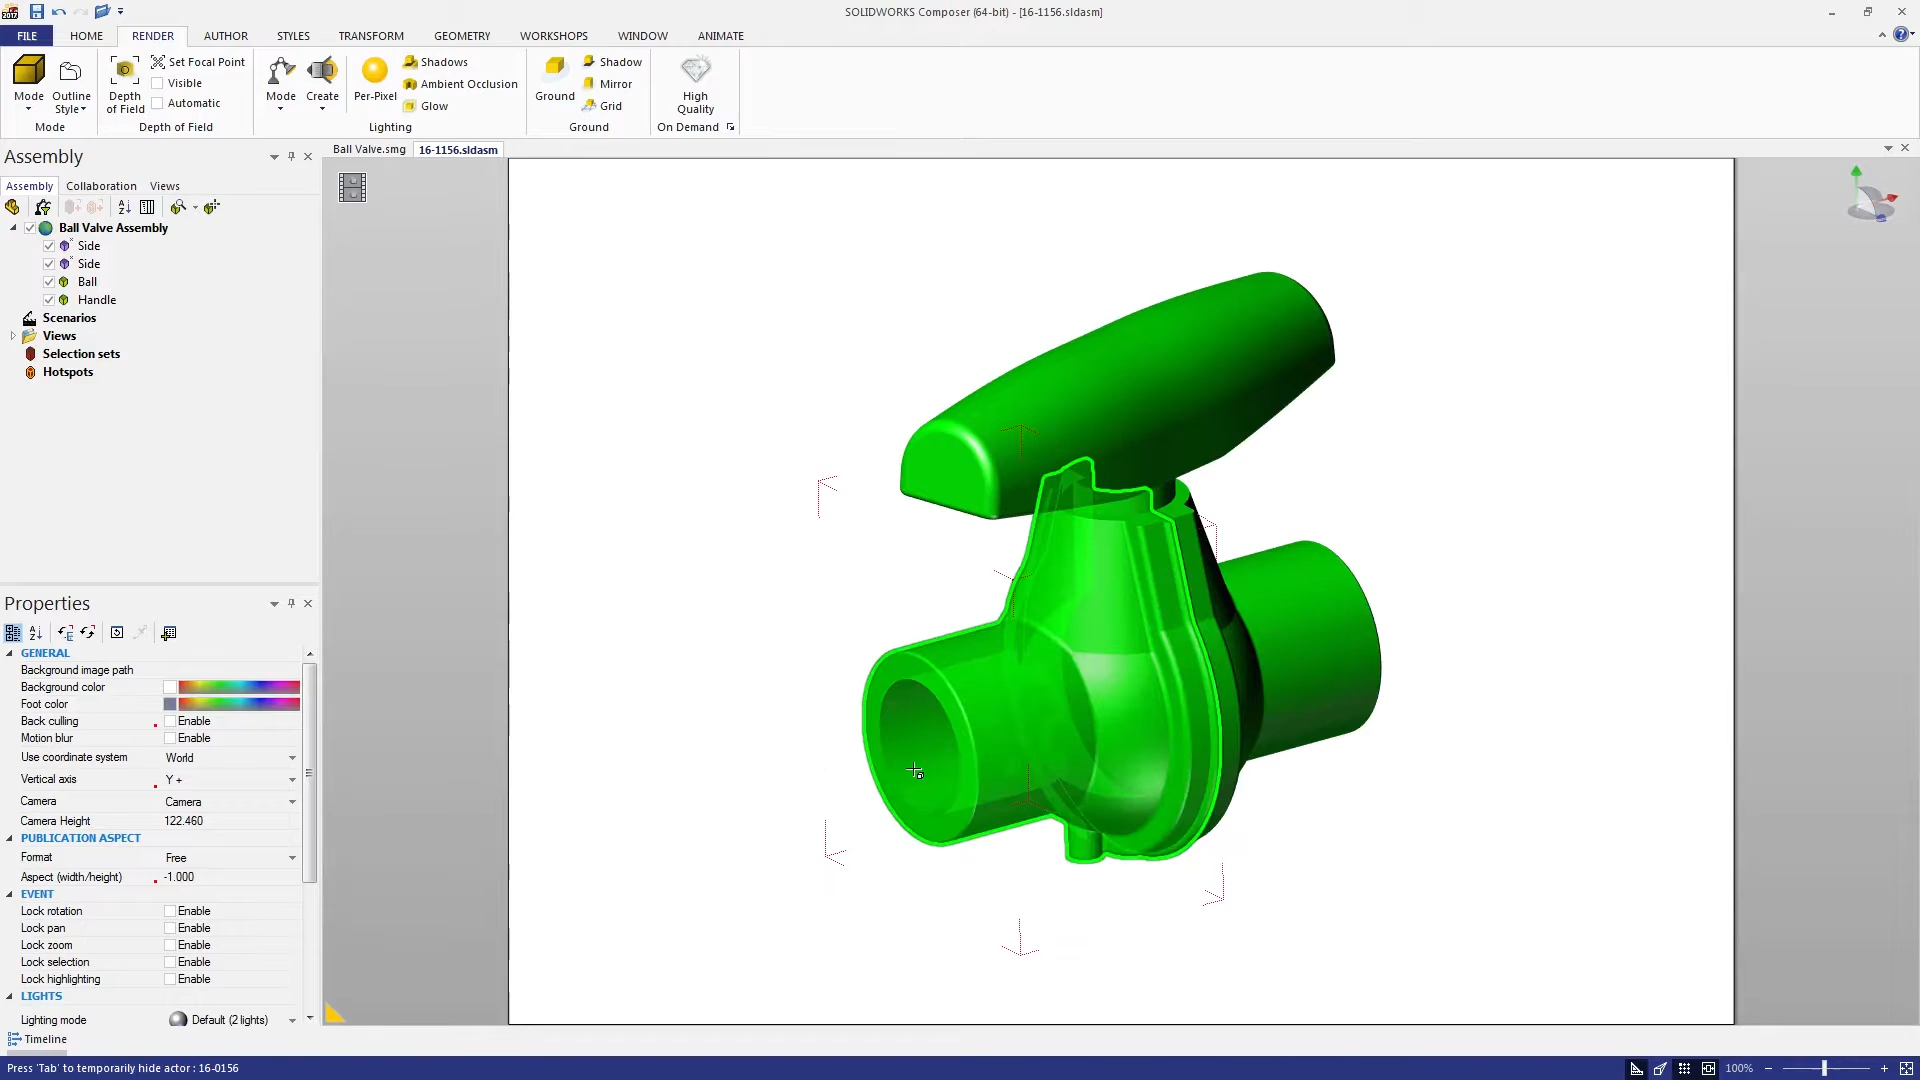 SOLIDWORKS Composer (64-bit) - [16-1156.sldasm]
FILE HOME RENDER AUTHOR STYLES TRANSFORM GEOMETRY WORKSHOPS WINDOW ANIMATE
Mode
Outline Style
Mode
Depth of Field
Set Focal Point
Visible
Automatic
Depth of Field
Mode
Create
Per-Pixel
Shadows
Ambient Occlusion
Glow
Lighting
Ground
Shadow
Mirror
Grid
Ground
High Quality
On Demand
Assembly
Ball Valve.smg 16-1156.sldasm
Assembly Collaboration Views
Ball Valve Assembly
Side
Side
Ball
Handle
Scenarios
Views
Selection sets
Hotspots
Properties
GENERAL
Background image path
Background color
Foot color
Back culling Enable
Motion blur Enable
Use coordinate system World
Vertical axis Y +
Camera Camera
Camera Height 122.460
PUBLICATION ASPECT
Format Free
Aspect (width/height) -1.000
EVENT
Lock rotation Enable
Lock pan Enable
Lock zoom Enable
Lock selection Enable
Lock highlighting Enable
LIGHTS
Lighting mode Default (2 lights)
Timeline
Press 'Tab' to temporarily hide actor : 16-0156
100%